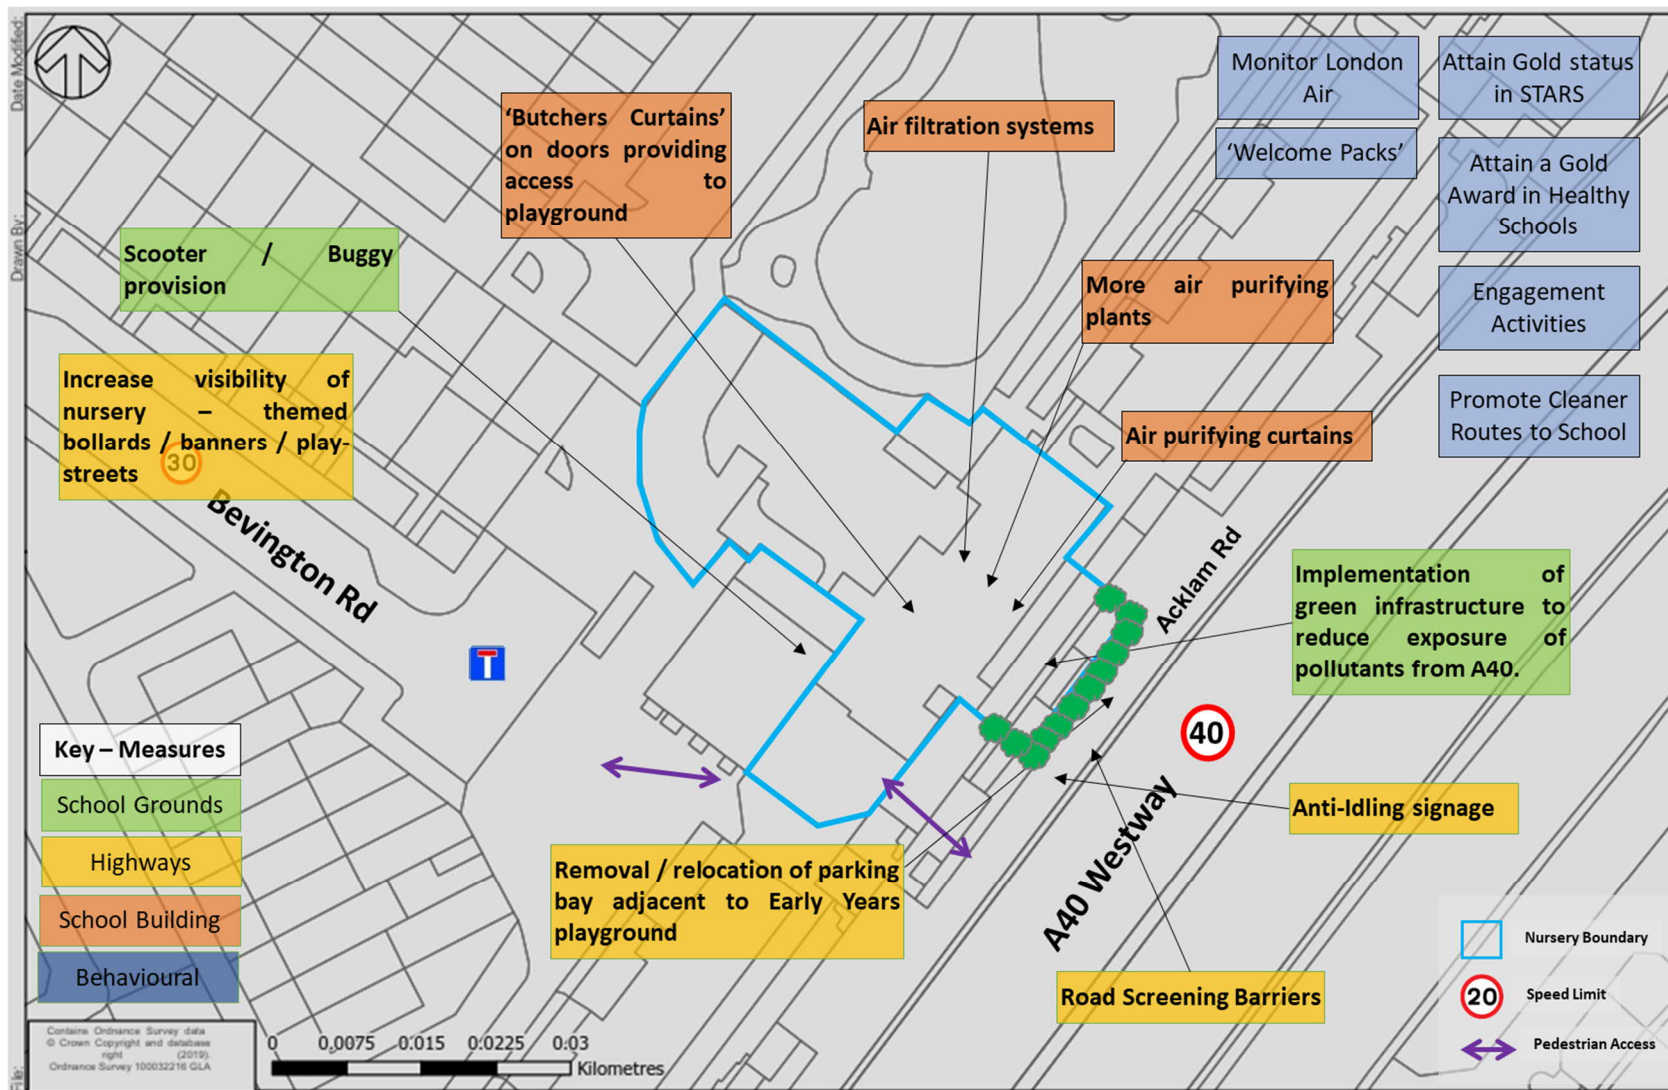 Date Modified:
Drawn By:
File:
Monitor London
Air
'Welcome Packs'
Attain Gold status
in STARS
Attain a Gold
Award in Healthy
Schools
Engagement
Activities
Promote Cleaner
Routes to School
'Butchers Curtains'
on doors providing
access to
playground
Air filtration systems
Scooter / Buggy
provision
More air purifying
plants
Increase visibility of
nursery – themed
bollards / banners / play-
streets
30
Air purifying curtains
Bevington Rd
Acklam Rd
Implementation of
green infrastructure to
reduce exposure of
pollutants from A40.
40
A40 Westway
Key – Measures
School Grounds
Highways
School Building
Behavioural
Anti-Idling signage
Removal / relocation of parking
bay adjacent to Early Years
playground
Road Screening Barriers
Nursery Boundary
20 Speed Limit
Pedestrian Access
Contains Ordnance Survey data
© Crown Copyright and database
right (2019).
Ordnance Survey 100032216 GLA
0 0.0075 0.015 0.0225 0.03
Kilometres